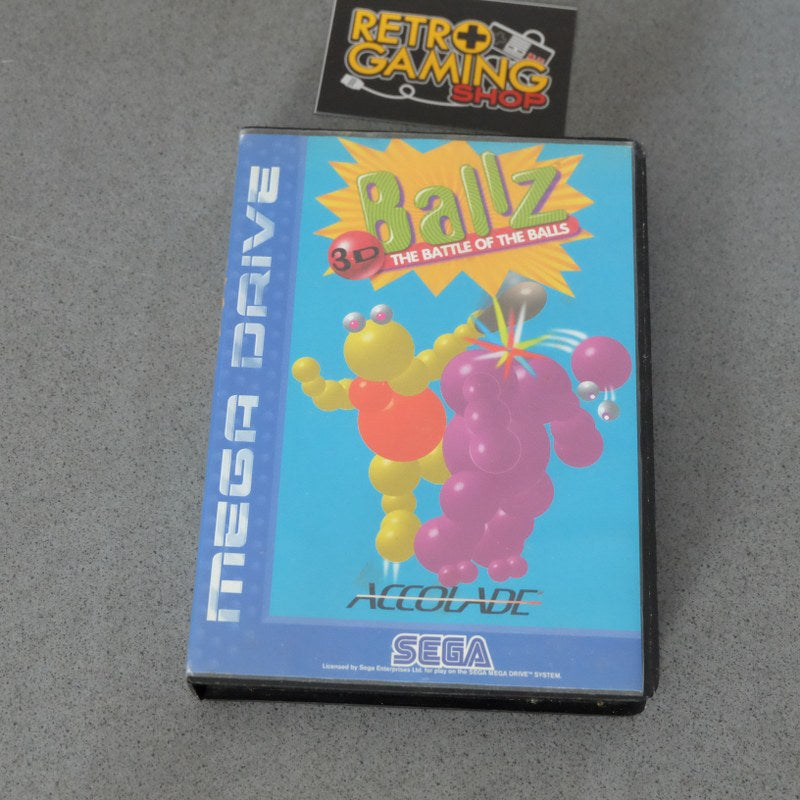 RETRO
GAMING
SHOP
MEGA DRIVE
Ballz
3D
THE BATTLE OF THE BALLS
ACCOLADE
SEGA
Licensed by Sega Enterprises Ltd. for play on the SEGA MEGA DRIVE™ SYSTEM.